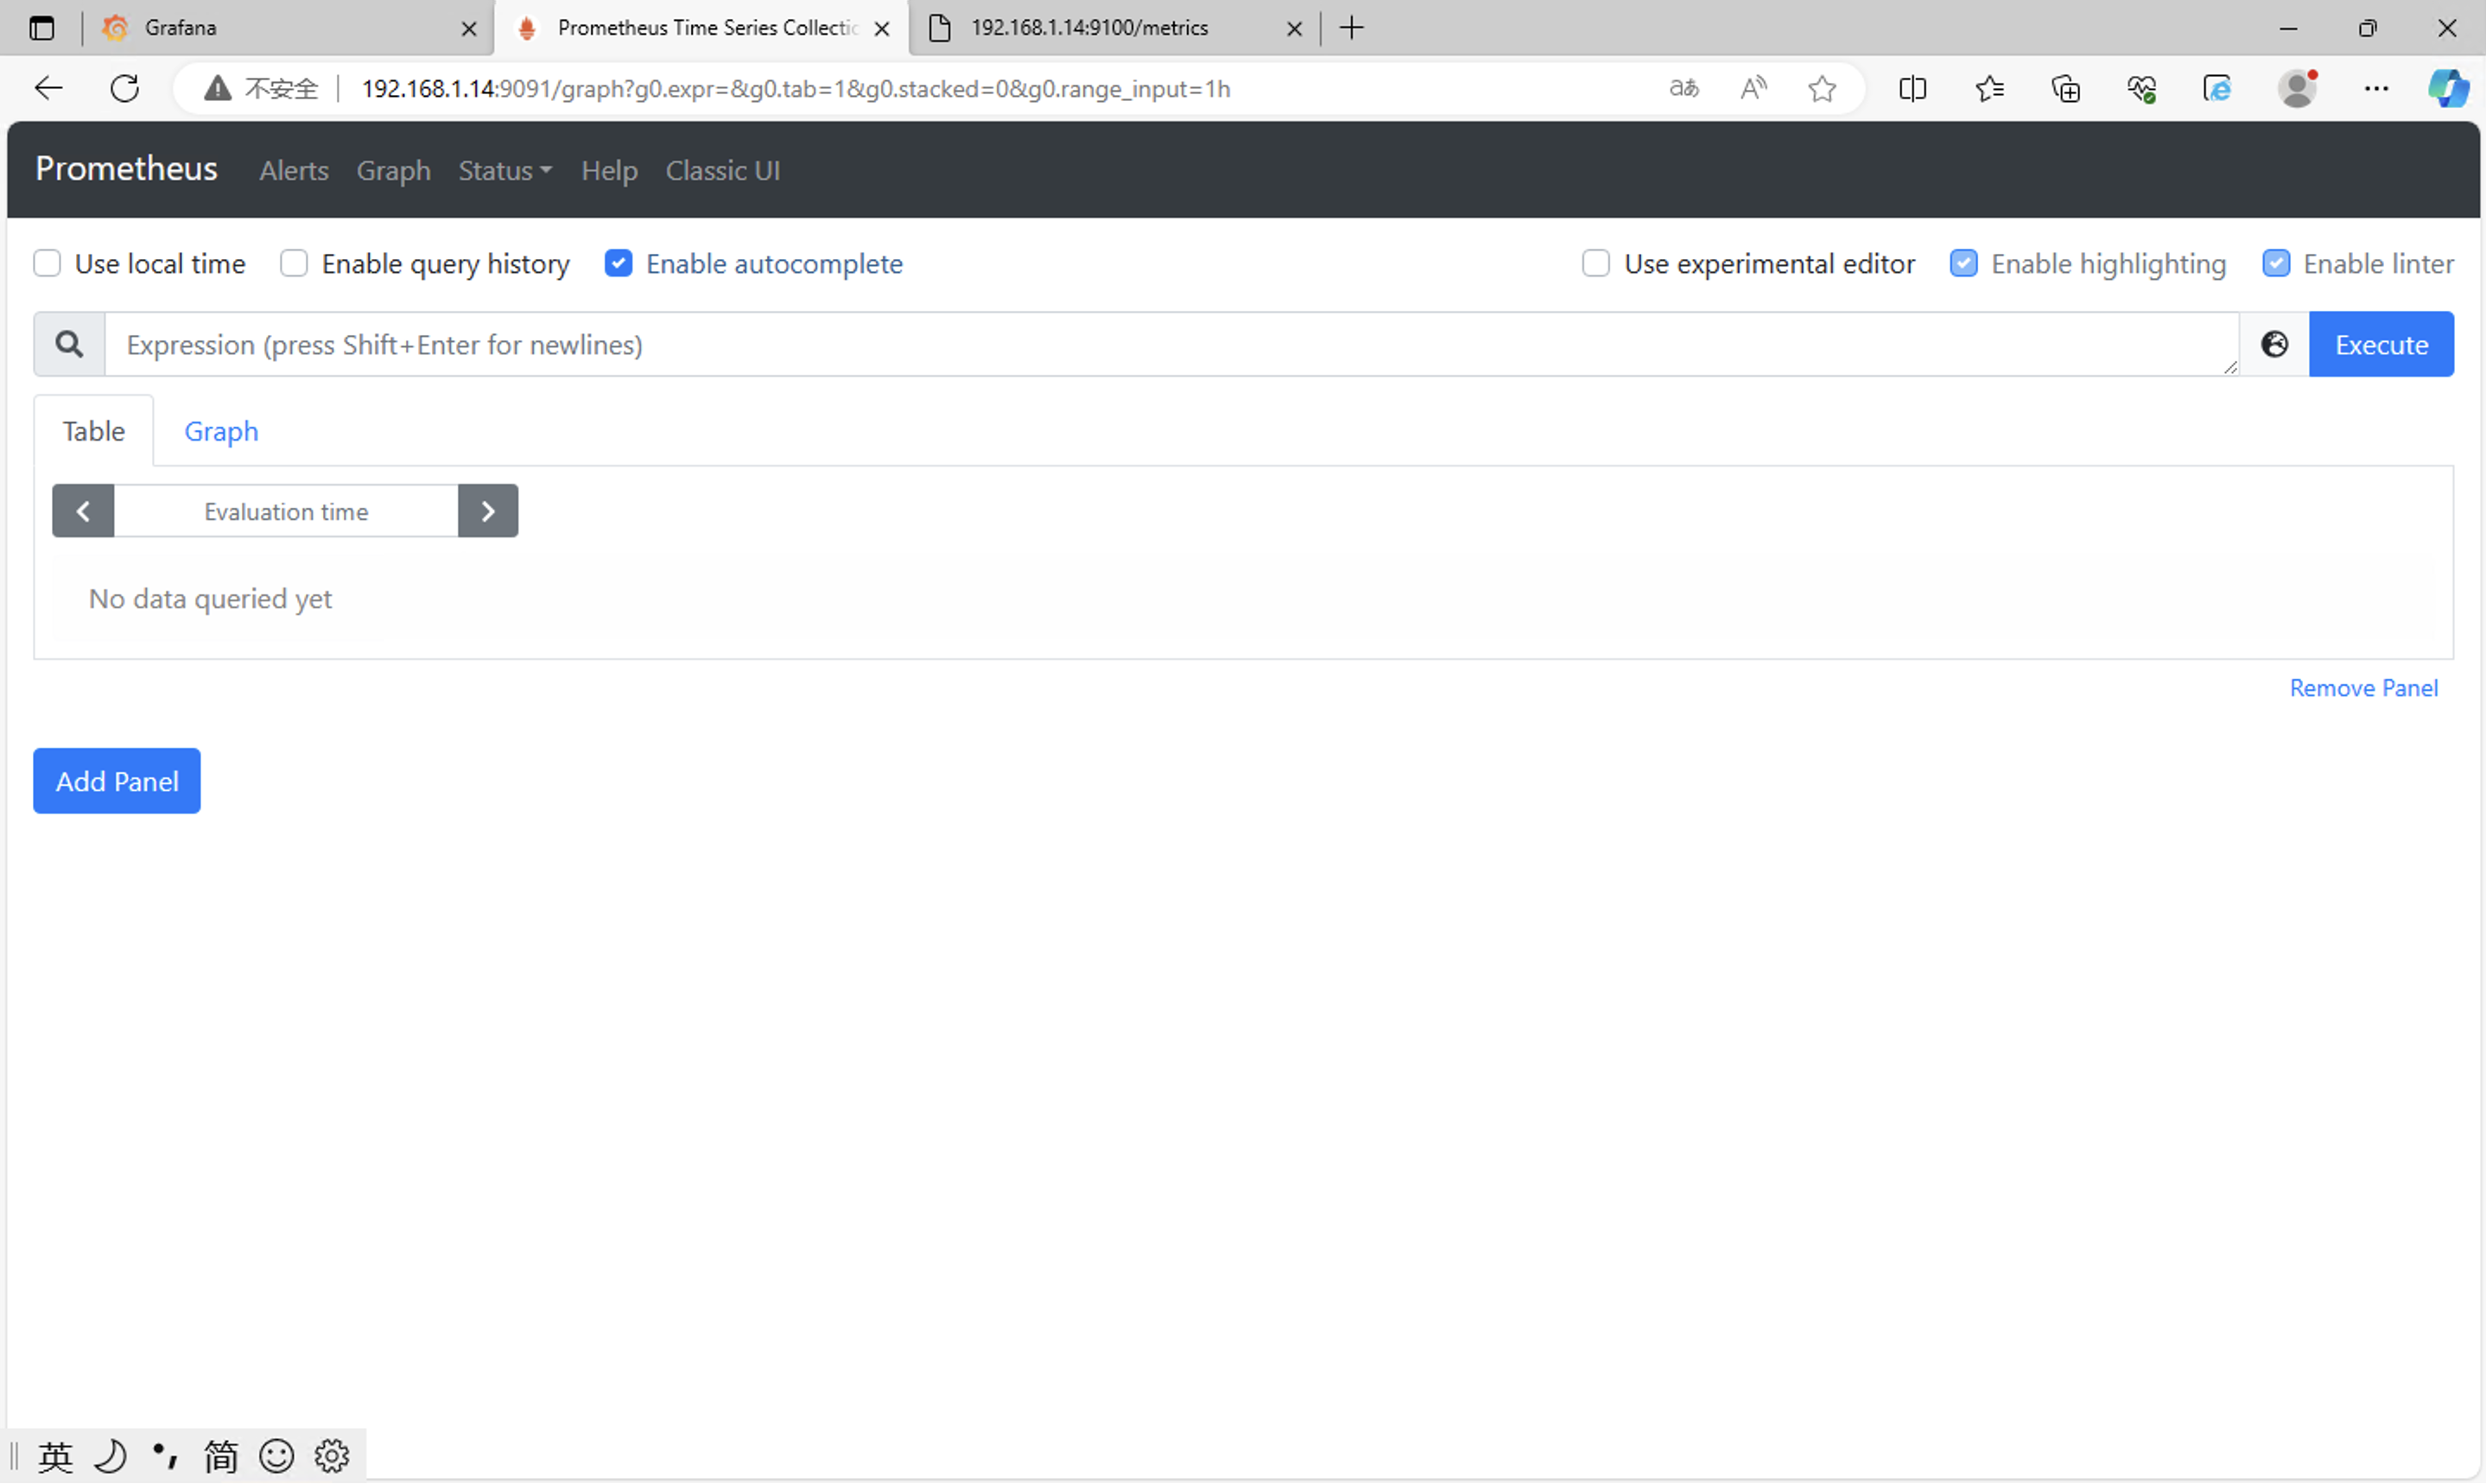 Grafana
Prometheus Time Series Collectio
192.168.1.14:9100/metrics
不安全
192.168.1.14:9091/graph?g0.expr=&g0.tab=1&g0.stacked=0&g0.range_input=1h
aあ
A
Prometheus
Alerts
Graph
Status
Help
Classic UI
Use local time
Enable query history
Enable autocomplete
Use experimental editor
Enable highlighting
Enable linter
Expression (press Shift+Enter for newlines)
Execute
Table
Graph
Evaluation time
No data queried yet
Remove Panel
Add Panel
英
简